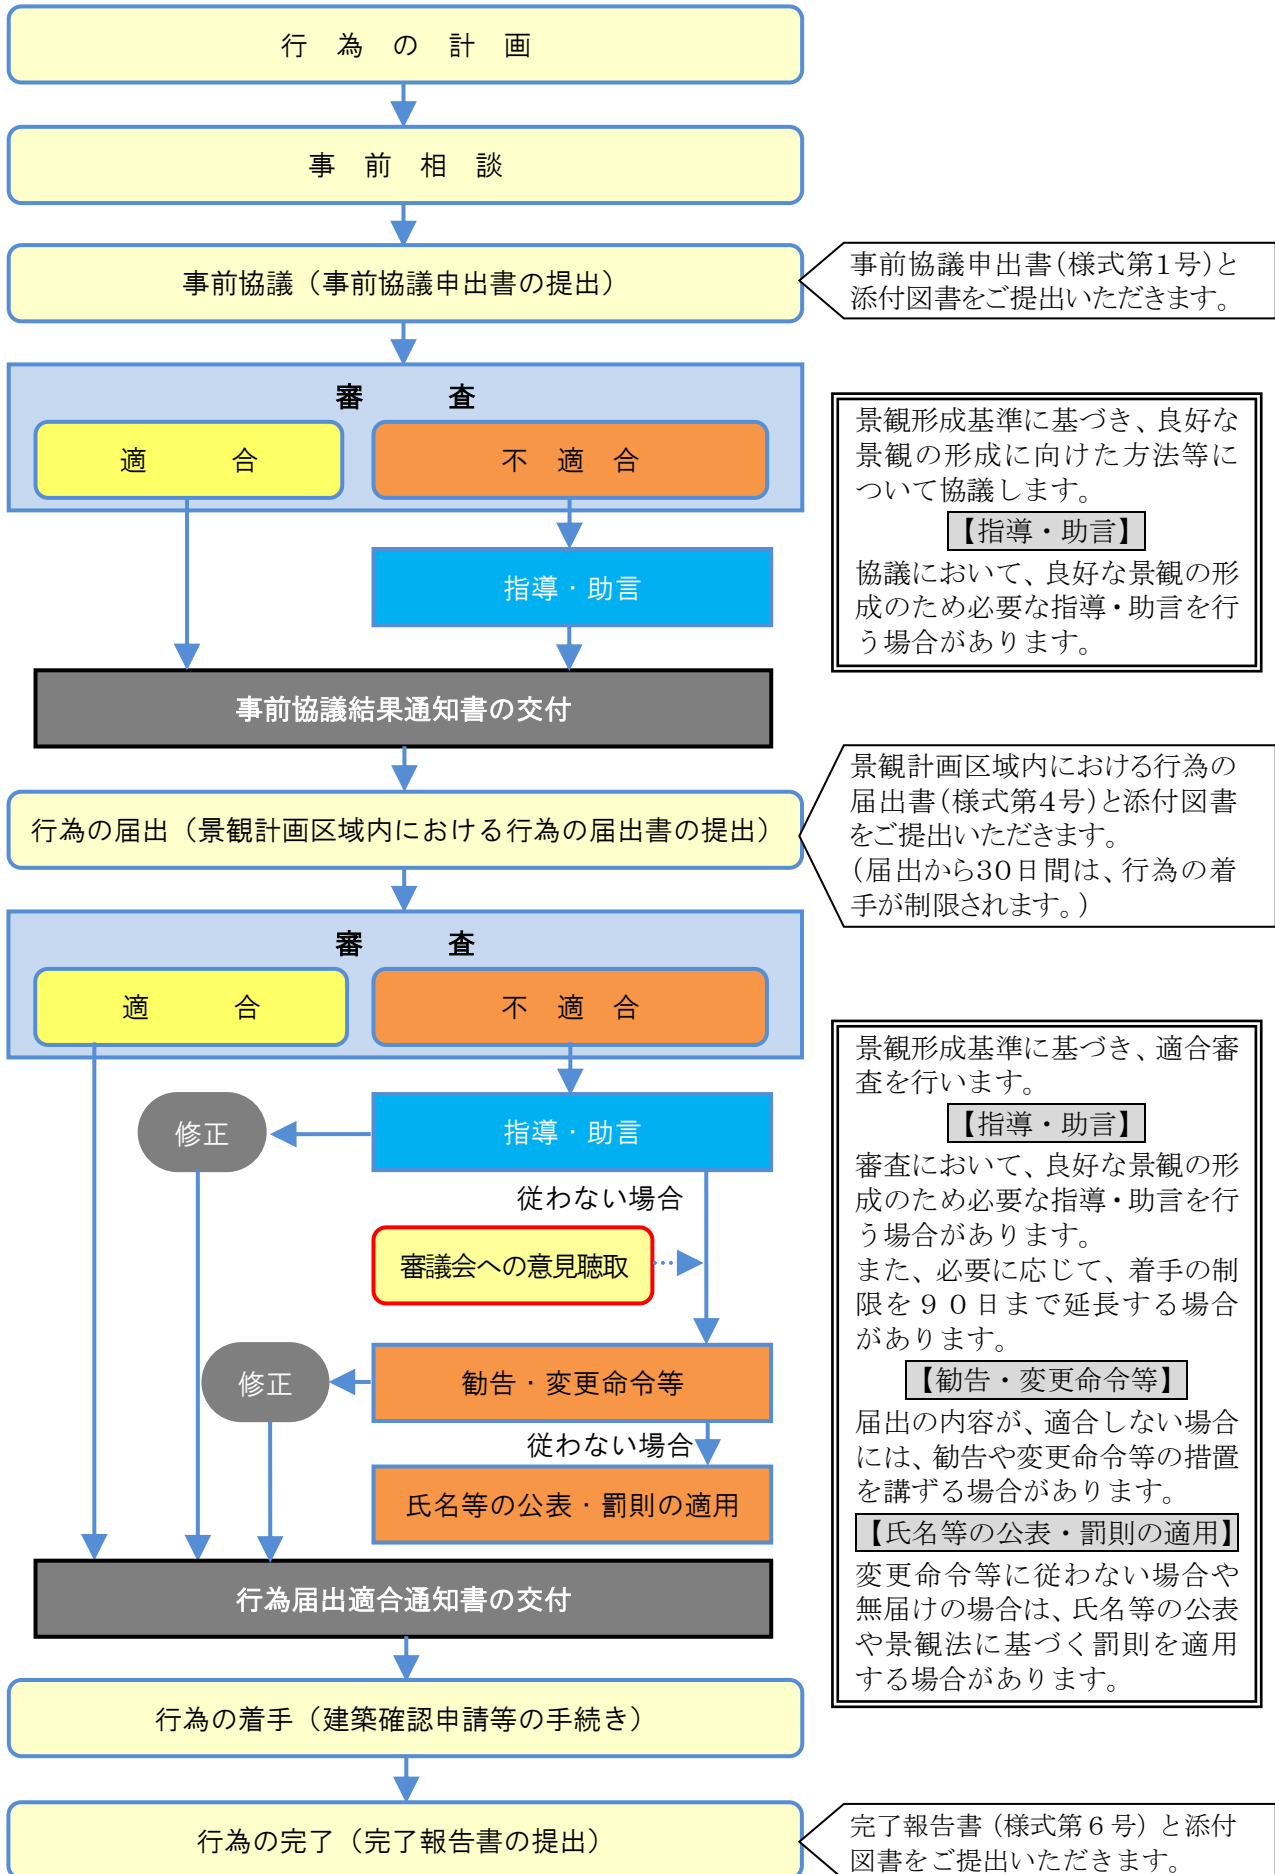 行為の計画
事前相談
事前協議（事前協議申出書の提出）
事前協議申出書（様式第1号）と
添付図書をご提出いただきます。
審査
適合
不適合
指導・助言
景観形成基準に基づき、良好な
景観の形成に向けた方法等に
ついて協議します。
【指導・助言】
協議において、良好な景観の形
成のため必要な指導・助言を行
う場合があります。
事前協議結果通知書の交付
行為の届出（景観計画区域内における行為の届出書の提出）
景観計画区域内における行為の
届出書（様式第4号）と添付図書
をご提出いただきます。
（届出から30日間は、行為の着
手が制限されます。）
審査
適合
不適合
指導・助言
修正
従わない場合
審議会への意見聴取
勧告・変更命令等
修正
従わない場合
氏名等の公表・罰則の適用
景観形成基準に基づき、適合審
査を行います。
【指導・助言】
審査において、良好な景観の形
成のため必要な指導・助言を行
う場合があります。
また、必要に応じて、着手の制
限を９０日まで延長する場合
があります。
【勧告・変更命令等】
届出の内容が、適合しない場合
には、勧告や変更命令等の措置
を講ずる場合があります。
【氏名等の公表・罰則の適用】
変更命令等に従わない場合や
無届けの場合は、氏名等の公表
や景観法に基づく罰則を適用
する場合があります。
行為届出適合通知書の交付
行為の着手（建築確認申請等の手続き）
行為の完了（完了報告書の提出）
完了報告書（様式第６号）と添付
図書をご提出いただきます。